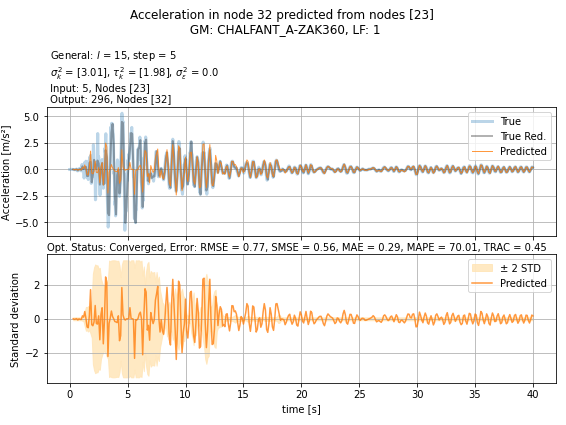 Acceleration in node 32 predicted from nodes [23]
GM: CHALFANT_A-ZAK360, LF: 1
General: l = 15, step = 5
σ²ₖ = [3.01], τ²ₖ = [1.98], σ²ε = 0.0
Input: 5, Nodes [23]
Output: 296, Nodes [32]
Acceleration [m/s²]
5.0
2.5
0.0
−2.5
−5.0
True
True Red.
Predicted
Opt. Status: Converged, Error: RMSE = 0.77, SMSE = 0.56, MAE = 0.29, MAPE = 70.01, TRAC = 0.45
Standard deviation
2
0
−2
± 2 STD
Predicted
0 5 10 15 20 25 30 35 40
time [s]